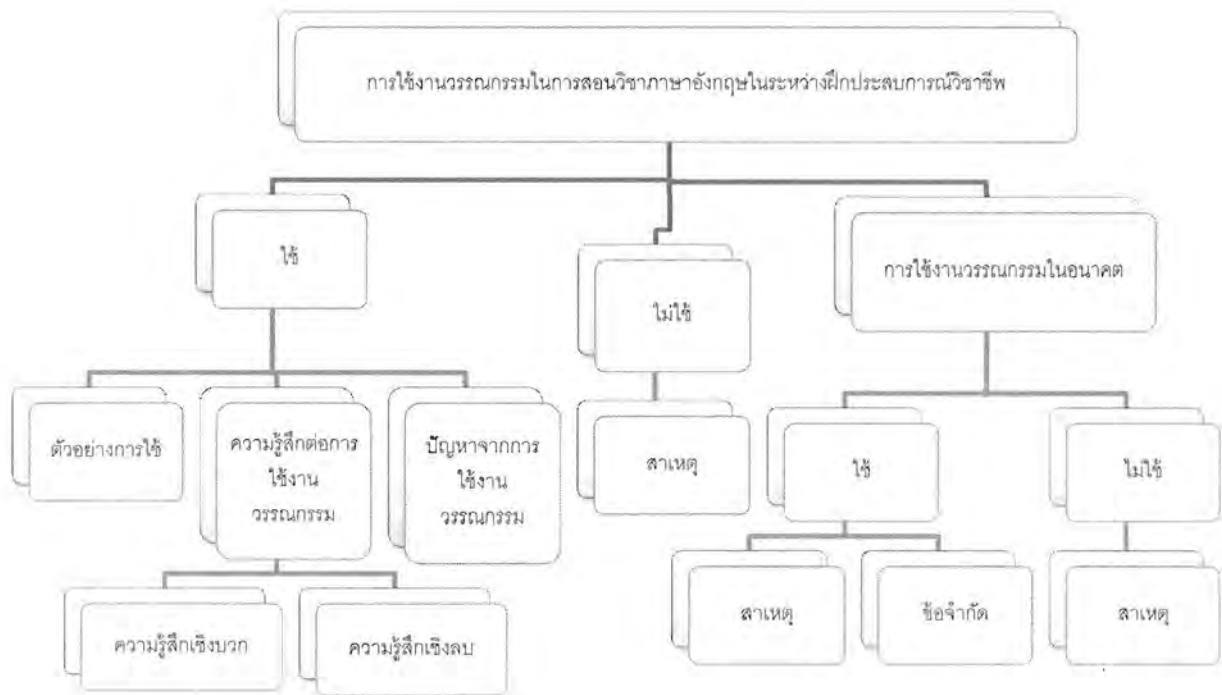 การใช้งานวรรณกรรมในการสอนวิชาภาษาอังกฤษในระหว่างฝึกประสบการณ์วิชาชีพ
ใช้
ไม่ใช้
การใช้งานวรรณกรรมในอนาคต
ตัวอย่างการใช้
ความรู้สึกต่อการ
ใช้งาน
วรรณกรรม
ปัญหาจากการ
ใช้งาน
วรรณกรรม
สาเหตุ
ใช้
ไม่ใช้
ความรู้สึกเชิงบวก
ความรู้สึกเชิงลบ
สาเหตุ
ข้อจำกัด
สาเหตุ